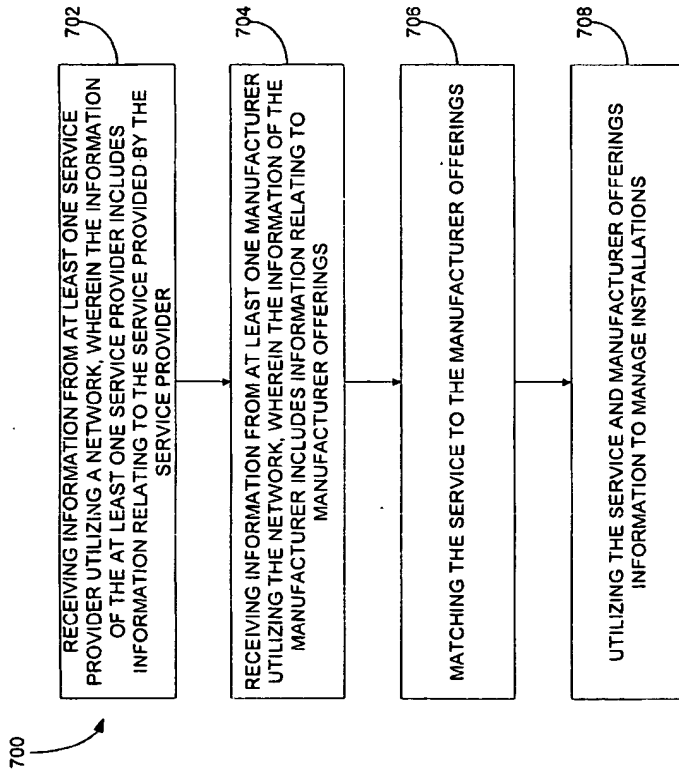 700
RECEIVING INFORMATION FROM AT LEAST ONE SERVICE
PROVIDER UTILIZING A NETWORK, WHEREIN THE INFORMATION
OF THE AT LEAST ONE SERVICE PROVIDER INCLUDES
INFORMATION RELATING TO THE SERVICE PROVIDED BY THE
SERVICE PROVIDER
702
RECEIVING INFORMATION FROM AT LEAST ONE MANUFACTURER
UTILIZING THE NETWORK, WHEREIN THE INFORMATION OF THE
MANUFACTURER INCLUDES INFORMATION RELATING TO
MANUFACTURER OFFERINGS
704
MATCHING THE SERVICE TO THE MANUFACTURER OFFERINGS
706
UTILIZING THE SERVICE AND MANUFACTURER OFFERINGS
INFORMATION TO MANAGE INSTALLATIONS
708